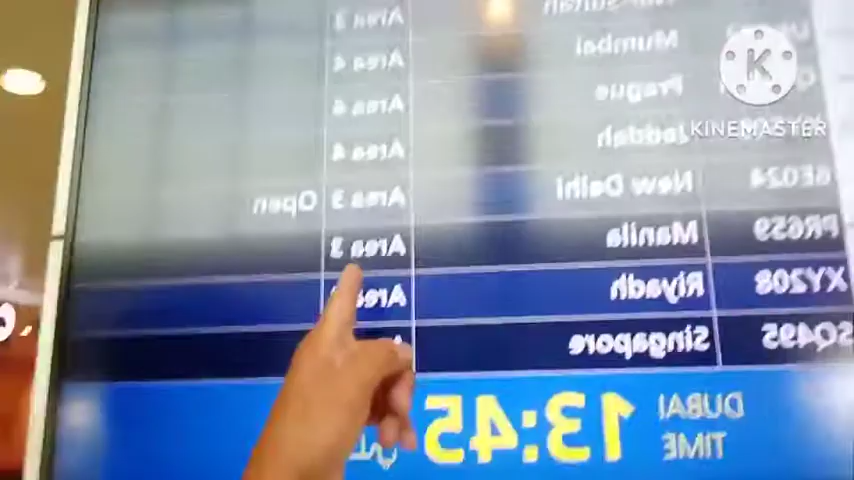 Area 3
Mumbai Area 4
Prague Area 6
Jeddah Area 4
6E024 New Delhi Area 3 Open
PR659 Manila Area 3
XY208 Riyadh Area
SQ495 Singapore
DUBAI TIME 13:45
K
KINEMASTER